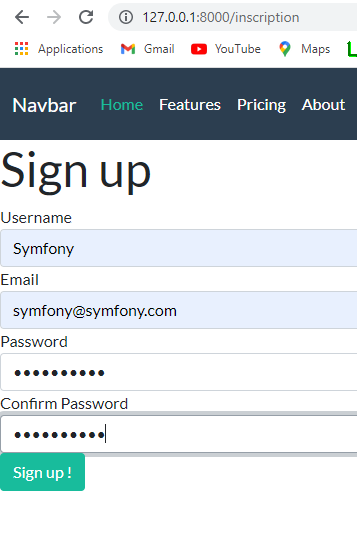 127.0.0.1:8000/inscription
Applications Gmail YouTube Maps
Navbar Home Features Pricing About
Sign up
Username
Symfony
Email
symfony@symfony.com
Password
••••••••••
Confirm Password
••••••••••
Sign up !